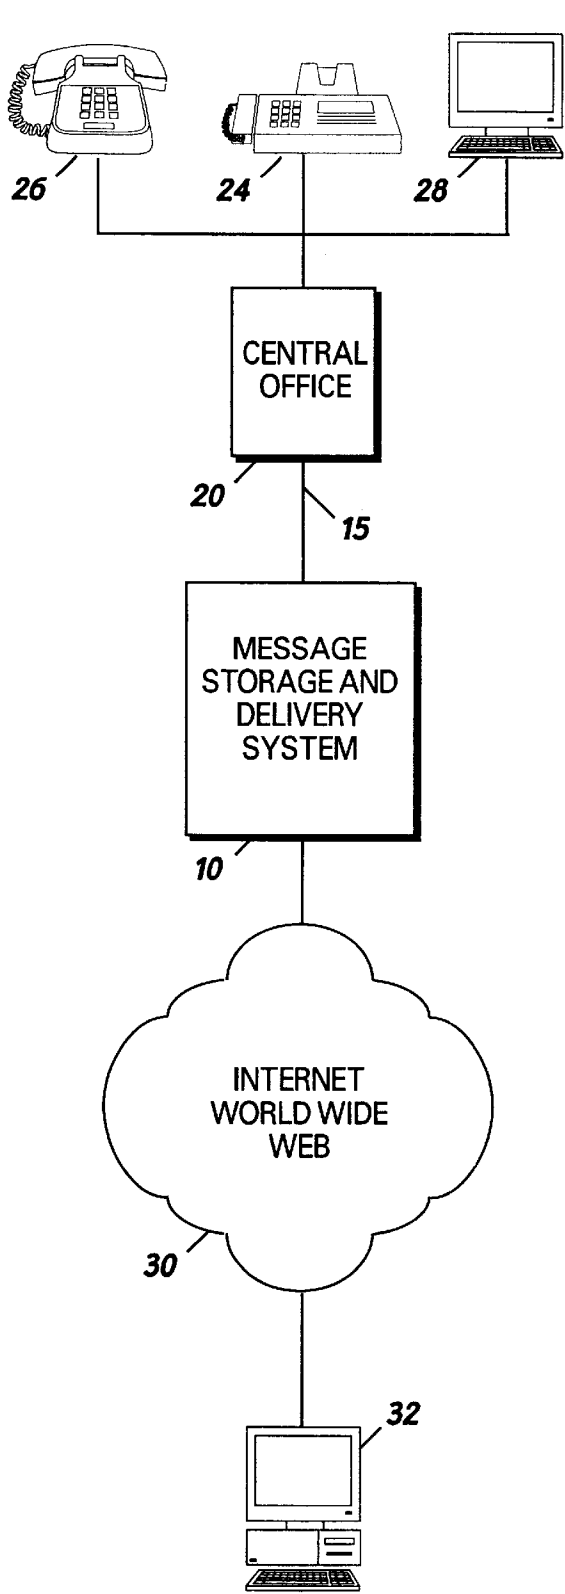 26
24
28
CENTRAL
OFFICE
20
15
MESSAGE
STORAGE AND
DELIVERY
SYSTEM
10
INTERNET
WORLD WIDE
WEB
30
32